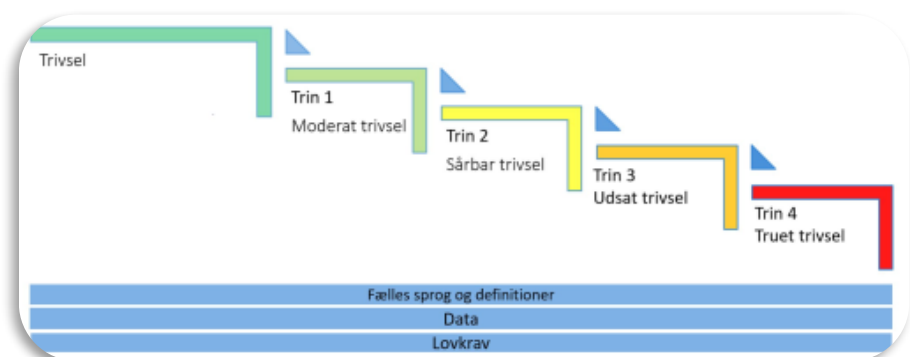 Trivsel
Trin 1
Moderat trivsel
Trin 2
Sårbar trivsel
Trin 3
Udsat trivsel
Trin 4
Truet trivsel
Fælles sprog og definitioner
Data
Lovkrav